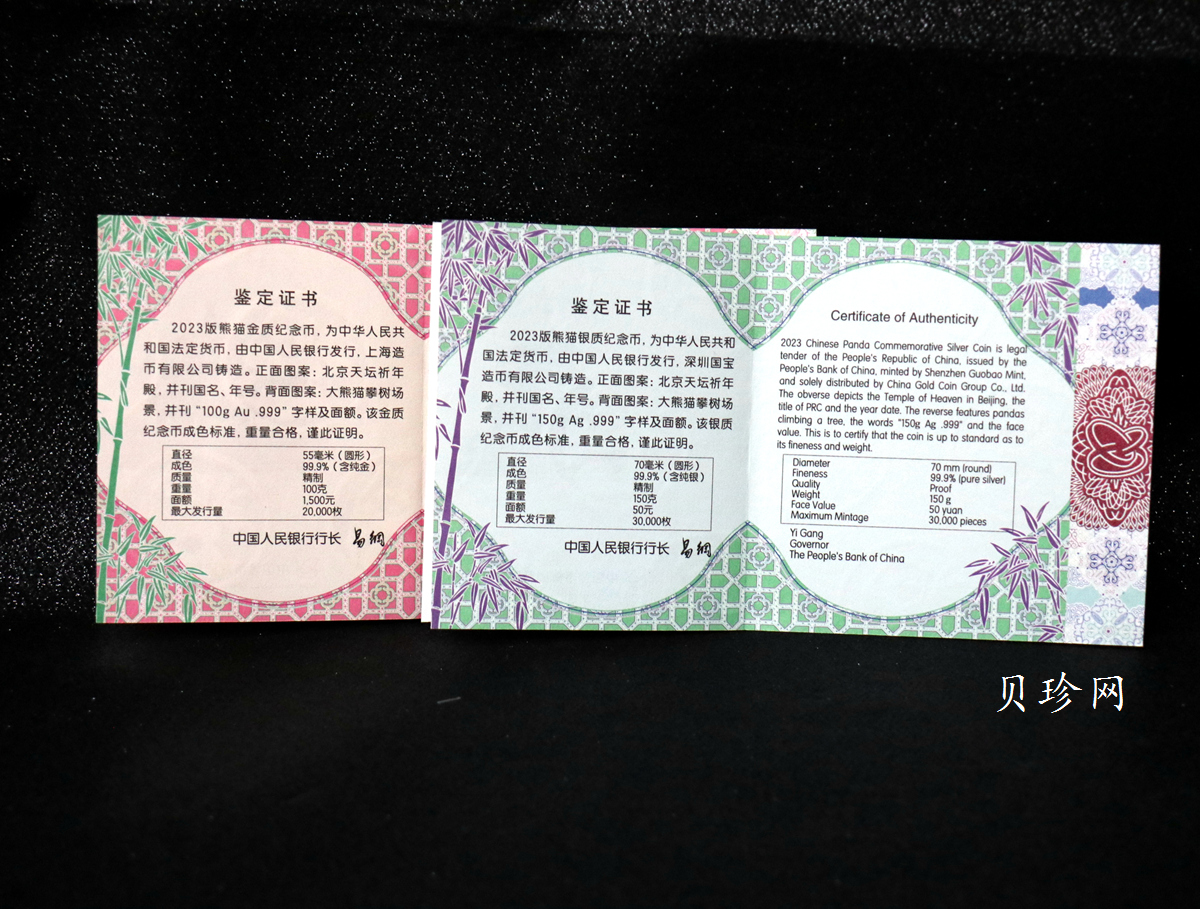 鉴定证书
2023版熊猫金质纪念币，为中华人民共
和国法定货币，由中国人民银行发行，上海造
币有限公司铸造。正面图案：北京天坛祈年
殿，并刊国名、年号。背面图案：大熊猫攀树场
景，并刊“100g Au .999”字样及面额。该金质
纪念币成色标准，重量合格，谨此证明。
直径 55毫米（圆形）
成色 99.9%（含纯金）
质量 精制
重量 100克
面额 1,500元
最大发行量 20,000枚
中国人民银行行长 易纲
鉴定证书
2023版熊猫银质纪念币，为中华人民共和
国法定货币，由中国人民银行发行，深圳国宝
造币有限公司铸造。正面图案：北京天坛祈年
殿，并刊国名、年号。背面图案：大熊猫攀树场
景，并刊“150g Ag .999”字样及面额。该银质
纪念币成色标准，重量合格，谨此证明。
直径 70毫米（圆形）
成色 99.9%（含纯银）
质量 精制
重量 150克
面额 50元
最大发行量 30,000枚
中国人民银行行长 易纲
Certificate of Authenticity
2023 Chinese Panda Commemorative Silver Coin is legal
tender of the People's Republic of China, issued by the
People's Bank of China, minted by Shenzhen Guobao Mint,
and solely distributed by China Gold Coin Group Co., Ltd.
The obverse depicts the Temple of Heaven in Beijing, the
title of PRC and the year date. The reverse features pandas
climbing a tree, the words "150g Ag .999" and the face
value. This is to certify that the coin is up to standard as to
its fineness and weight.
Diameter 70 mm (round)
Fineness 99.9% (pure silver)
Quality Proof
Weight 150 g
Face Value 50 yuan
Maximum Mintage 30,000 pieces
Yi Gang
Governor
The People's Bank of China
贝珍网